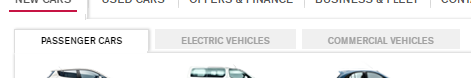 NEW CARS USED CARS OFFERS & FINANCE BUSINESS & FLEET
PASSENGER CARS ELECTRIC VEHICLES COMMERCIAL VEHICLES